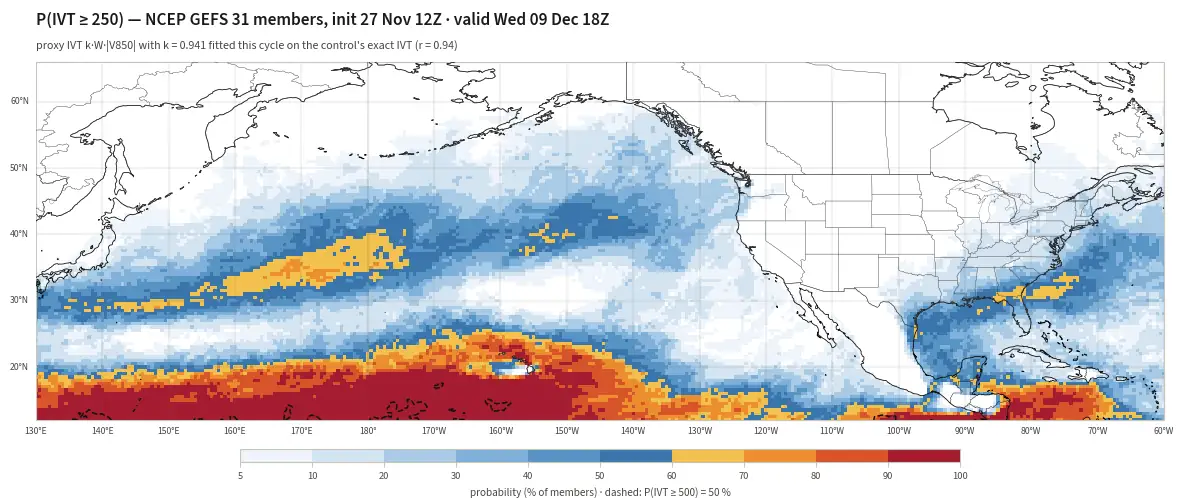 P(IVT ≥ 250) — NCEP GEFS 31 members, init 27 Nov 12Z · valid Wed 09 Dec 18Z
proxy IVT k·W·|V850| with k = 0.941 fitted this cycle on the control's exact IVT (r = 0.94)
60°N
50°N
40°N
30°N
20°N
130°E 140°E 150°E 160°E 170°E 180° 170°W 160°W 150°W 140°W 130°W 120°W 110°W 100°W 90°W 80°W 70°W 60°W
5 10 20 30 40 50 60 70 80 90 100
probability (% of members) · dashed: P(IVT ≥ 500) = 50 %